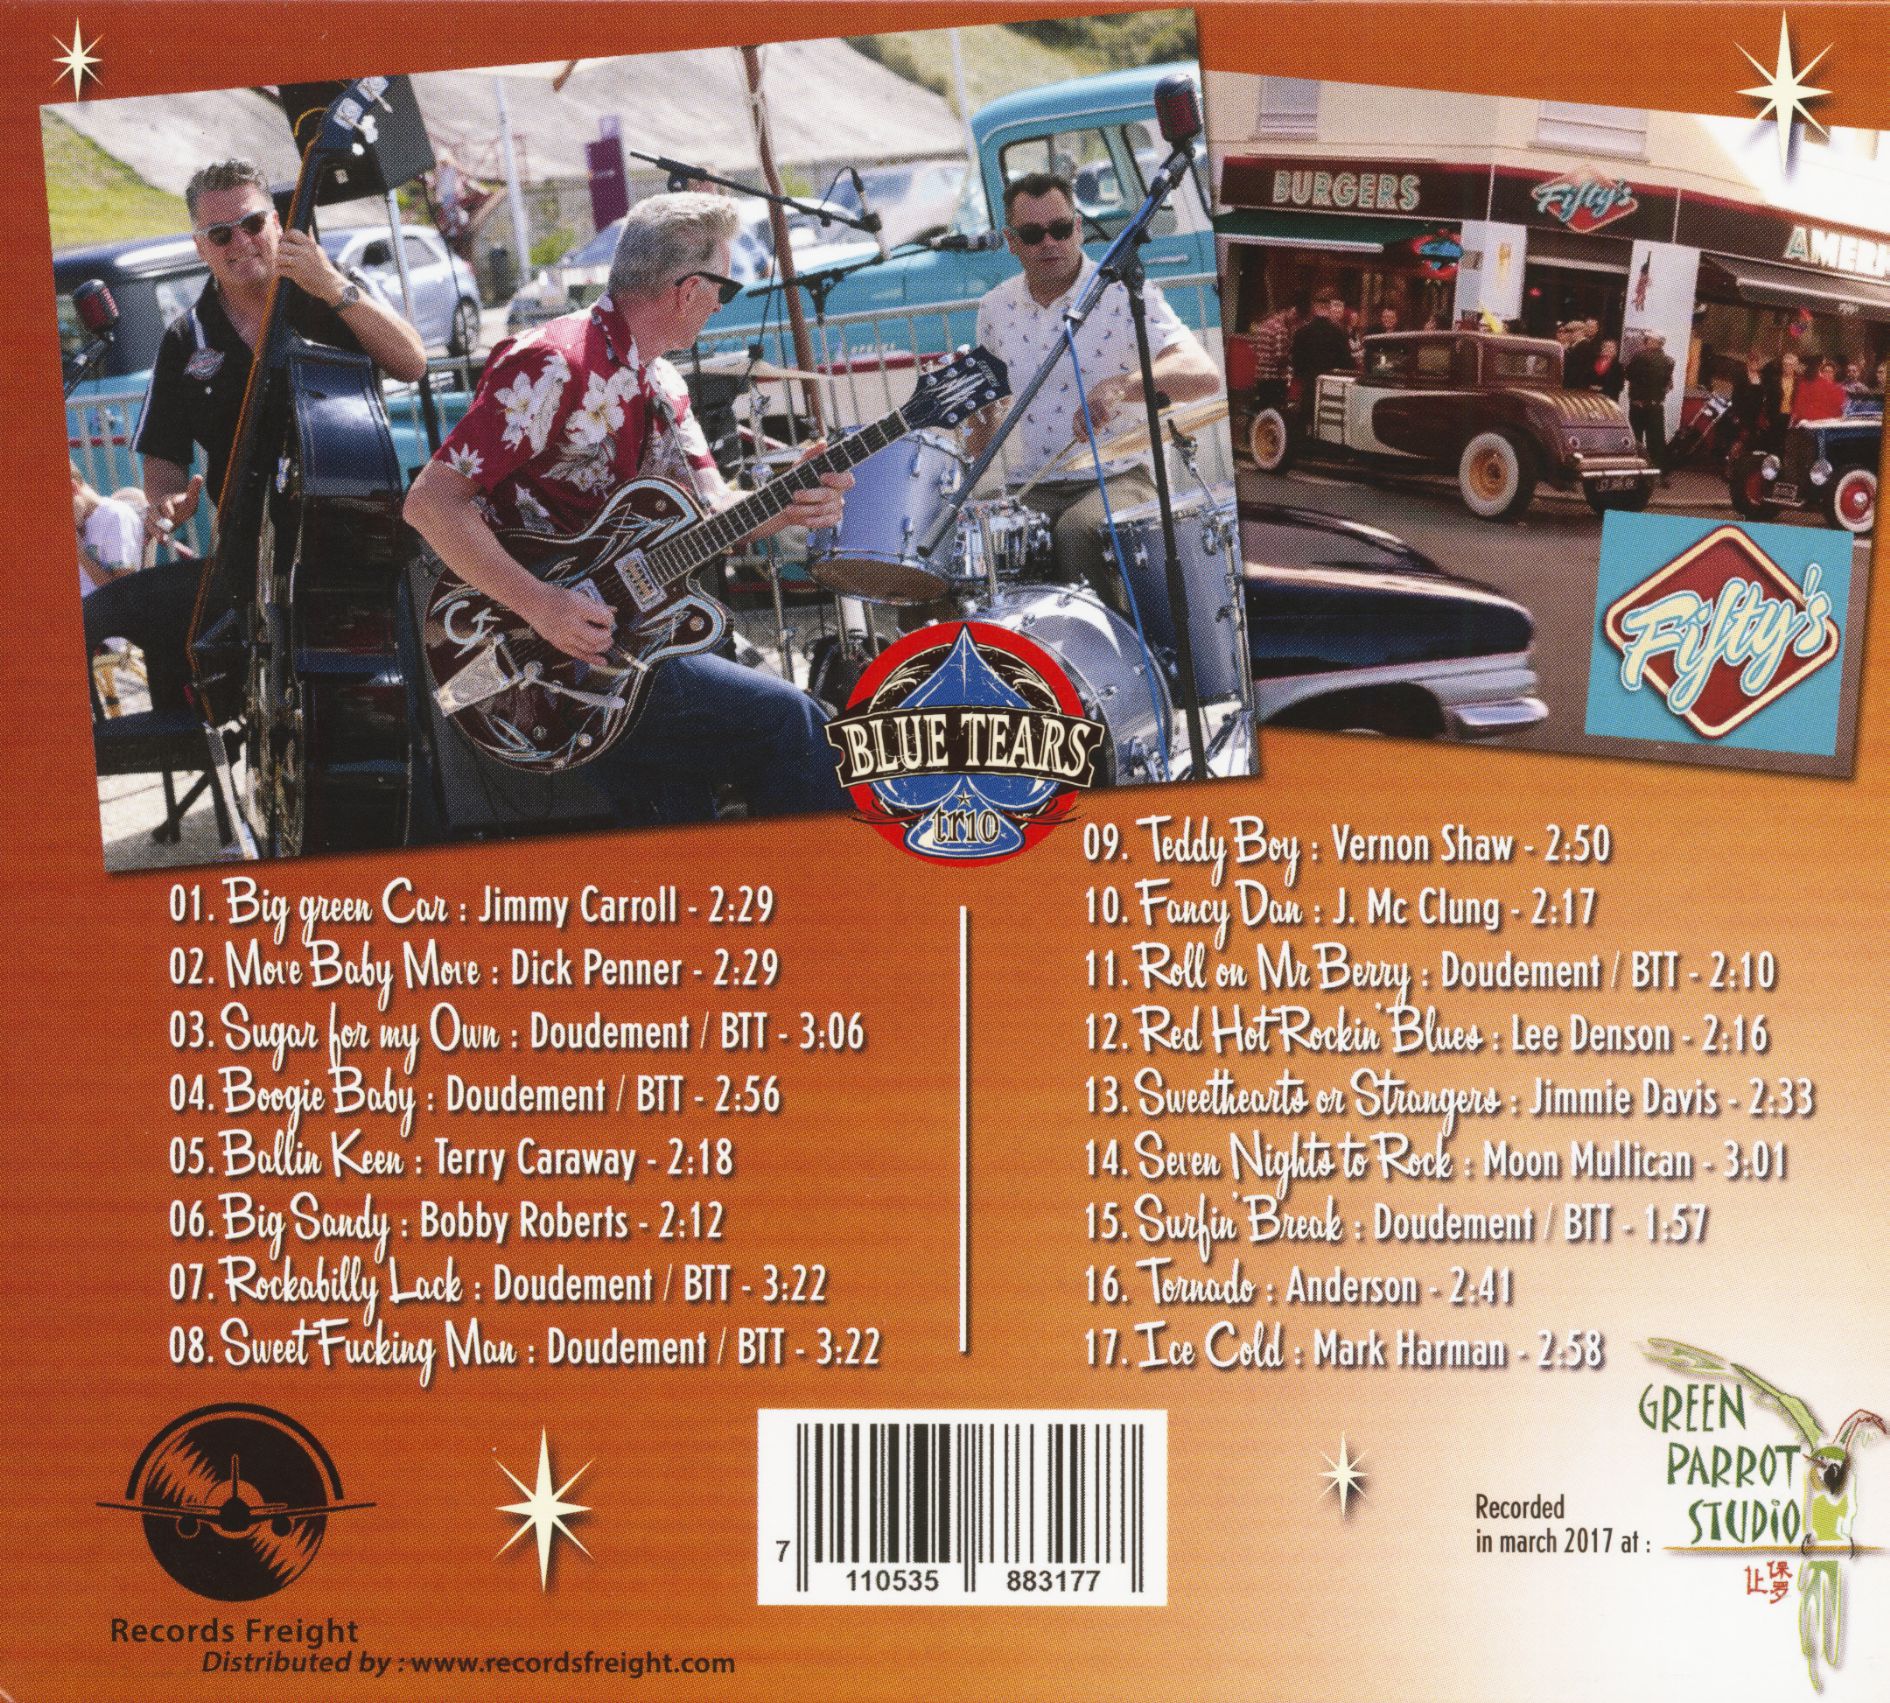 BURGERS
Fifty's
AMERI
Fifty's
BLUE TEARS
trio
01. Big green Car : Jimmy Carroll - 2:29
02. Move Baby Move : Dick Penner - 2:29
03. Sugar for my Own : Doudement / BTT - 3:06
04. Boogie Baby : Doudement / BTT - 2:56
05. Ballin Keen : Terry Caraway - 2:18
06. Big Sandy : Bobby Roberts - 2:12
07. Rockabilly Lack : Doudement / BTT - 3:22
08. Sweet Fucking Man : Doudement / BTT - 3:22
09. Teddy Boy : Vernon Shaw - 2:50
10. Fancy Dan : J. Mc Clung - 2:17
11. Roll on Mr Berry : Doudement / BTT - 2:10
12. Red Hot Rockin' Blues : Lee Denson - 2:16
13. Sweethearts or Strangers : Jimmie Davis - 2:33
14. Seven Nights to Rock : Moon Mullican - 3:01
15. Surfin' Break : Doudement / BTT - 1:57
16. Tornado : Anderson - 2:41
17. Ice Cold : Mark Harman - 2:58
Records Freight
Distributed by : www.recordsfreight.com
7 110535 883177
Recorded
in march 2017 at :
GREEN
PARROT
STUDIO
保罗
让